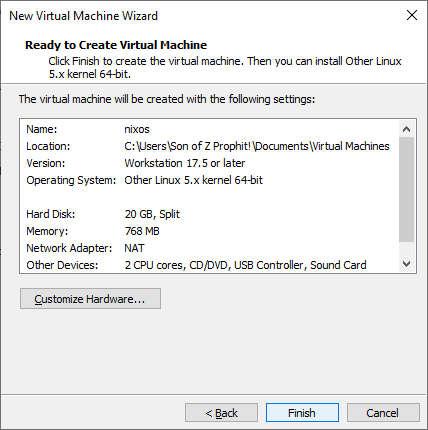 New Virtual Machine Wizard
Ready to Create Virtual Machine
Click Finish to create the virtual machine. Then you can install Other Linux
5.x kernel 64-bit.
The virtual machine will be created with the following settings:
Name: nixos
Location: C:\Users\Son of Z Prophit!\Documents\Virtual Machines
Version: Workstation 17.5 or later
Operating System: Other Linux 5.x kernel 64-bit
Hard Disk: 20 GB, Split
Memory: 768 MB
Network Adapter: NAT
Other Devices: 2 CPU cores, CD/DVD, USB Controller, Sound Card
Customize Hardware...
< Back Finish Cancel